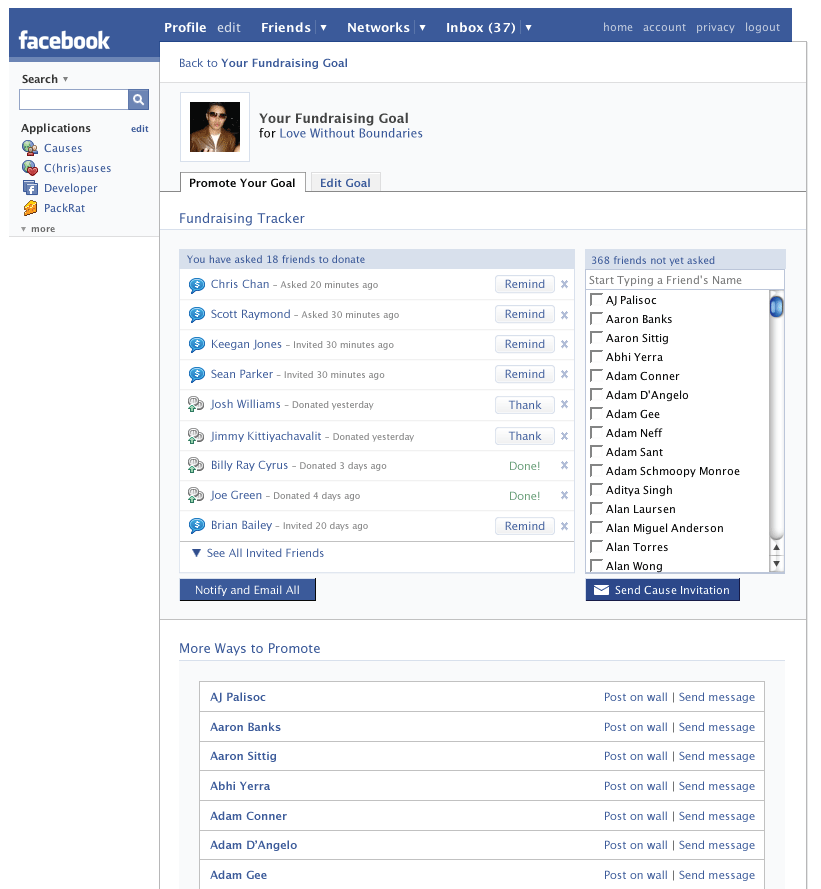 facebook
Profile edit Friends ▼ Networks ▼ Inbox (37) ▼ home account privacy logout
Search ▼
Applications edit
Causes
C(hris)auses
Developer
PackRat
▼ more
Back to Your Fundraising Goal
Your Fundraising Goal
for Love Without Boundaries
Promote Your Goal Edit Goal
Fundraising Tracker
You have asked 18 friends to donate
Chris Chan – Asked 20 minutes ago Remind x
Scott Raymond – Asked 30 minutes ago Remind x
Keegan Jones – Invited 30 minutes ago Remind x
Sean Parker – Invited 30 minutes ago Remind x
Josh Williams – Donated yesterday Thank x
Jimmy Kittiyachavalit – Donated yesterday Thank x
Billy Ray Cyrus – Donated 3 days ago Done! x
Joe Green – Donated 4 days ago Done! x
Brian Bailey – Invited 20 days ago Remind x
▼ See All Invited Friends
Notify and Email All
368 friends not yet asked
Start Typing a Friend's Name
AJ Palisoc
Aaron Banks
Aaron Sittig
Abhi Yerra
Adam Conner
Adam D'Angelo
Adam Gee
Adam Neff
Adam Sant
Adam Schmoopy Monroe
Aditya Singh
Alan Laursen
Alan Miguel Anderson
Alan Torres
Alan Wong
Send Cause Invitation
More Ways to Promote
AJ Palisoc Post on wall | Send message
Aaron Banks Post on wall | Send message
Aaron Sittig Post on wall | Send message
Abhi Yerra Post on wall | Send message
Adam Conner Post on wall | Send message
Adam D'Angelo Post on wall | Send message
Adam Gee Post on wall | Send message